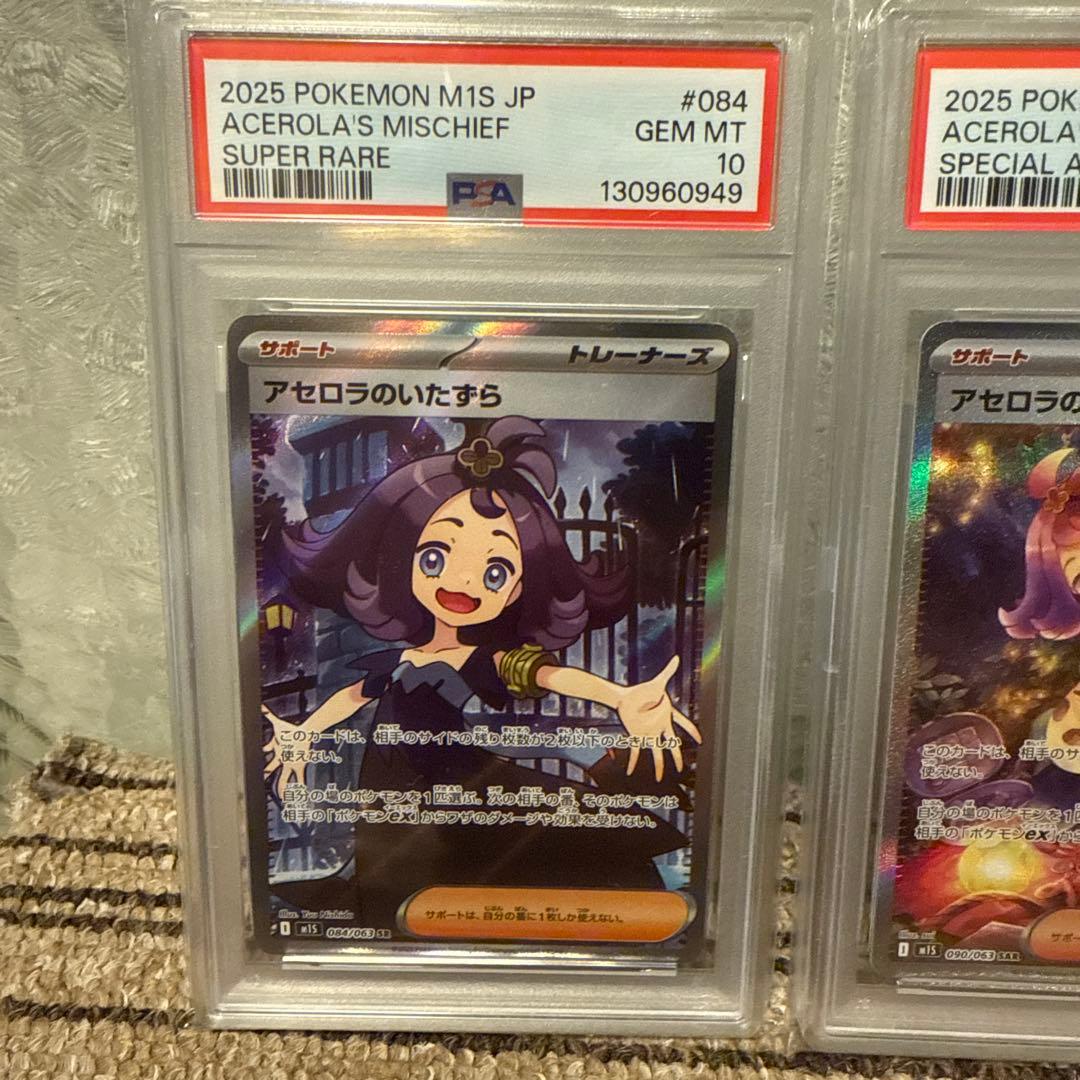 2025 POKEMON M1S JP #084
ACEROLA'S MISCHIEF GEM MT
SUPER RARE 10
PSA 130960949
サポート トレーナーズ
アセロラのいたずら
このカードは、相手のサイドの残り枚数が2枚以下のときにしか
使えない。
自分の場のポケモンを1匹選ぶ。次の相手の番、そのポケモンは
相手の「ポケモンex」からワザのダメージや効果を受けない。
サポートは、自分の番に1枚しか使えない。
Illus. Yuu Nishida
I M1S 084/063 SR
2025 POK
ACEROLA'
SPECIAL A
サポート
アセロラの
このカードは、相手のサ
使えない。
自分の場のポケモンを1
相手の「ポケモンex」から
サポー
I M1S 090/063 SAR